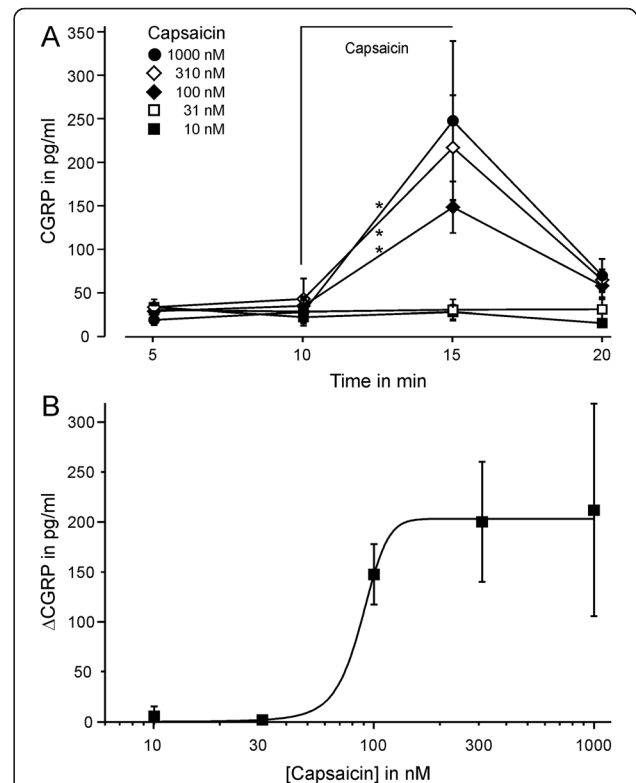 A
Capsaicin
1000 nM
310 nM
100 nM
31 nM
10 nM
Capsaicin
CGRP in pg/ml
350
300
250
200
150
100
50
0
*
*
*
5 10 15 20
Time in min
B
ΔCGRP in pg/ml
300
250
200
150
100
50
0
10 30 100 300 1000
[Capsaicin] in nM